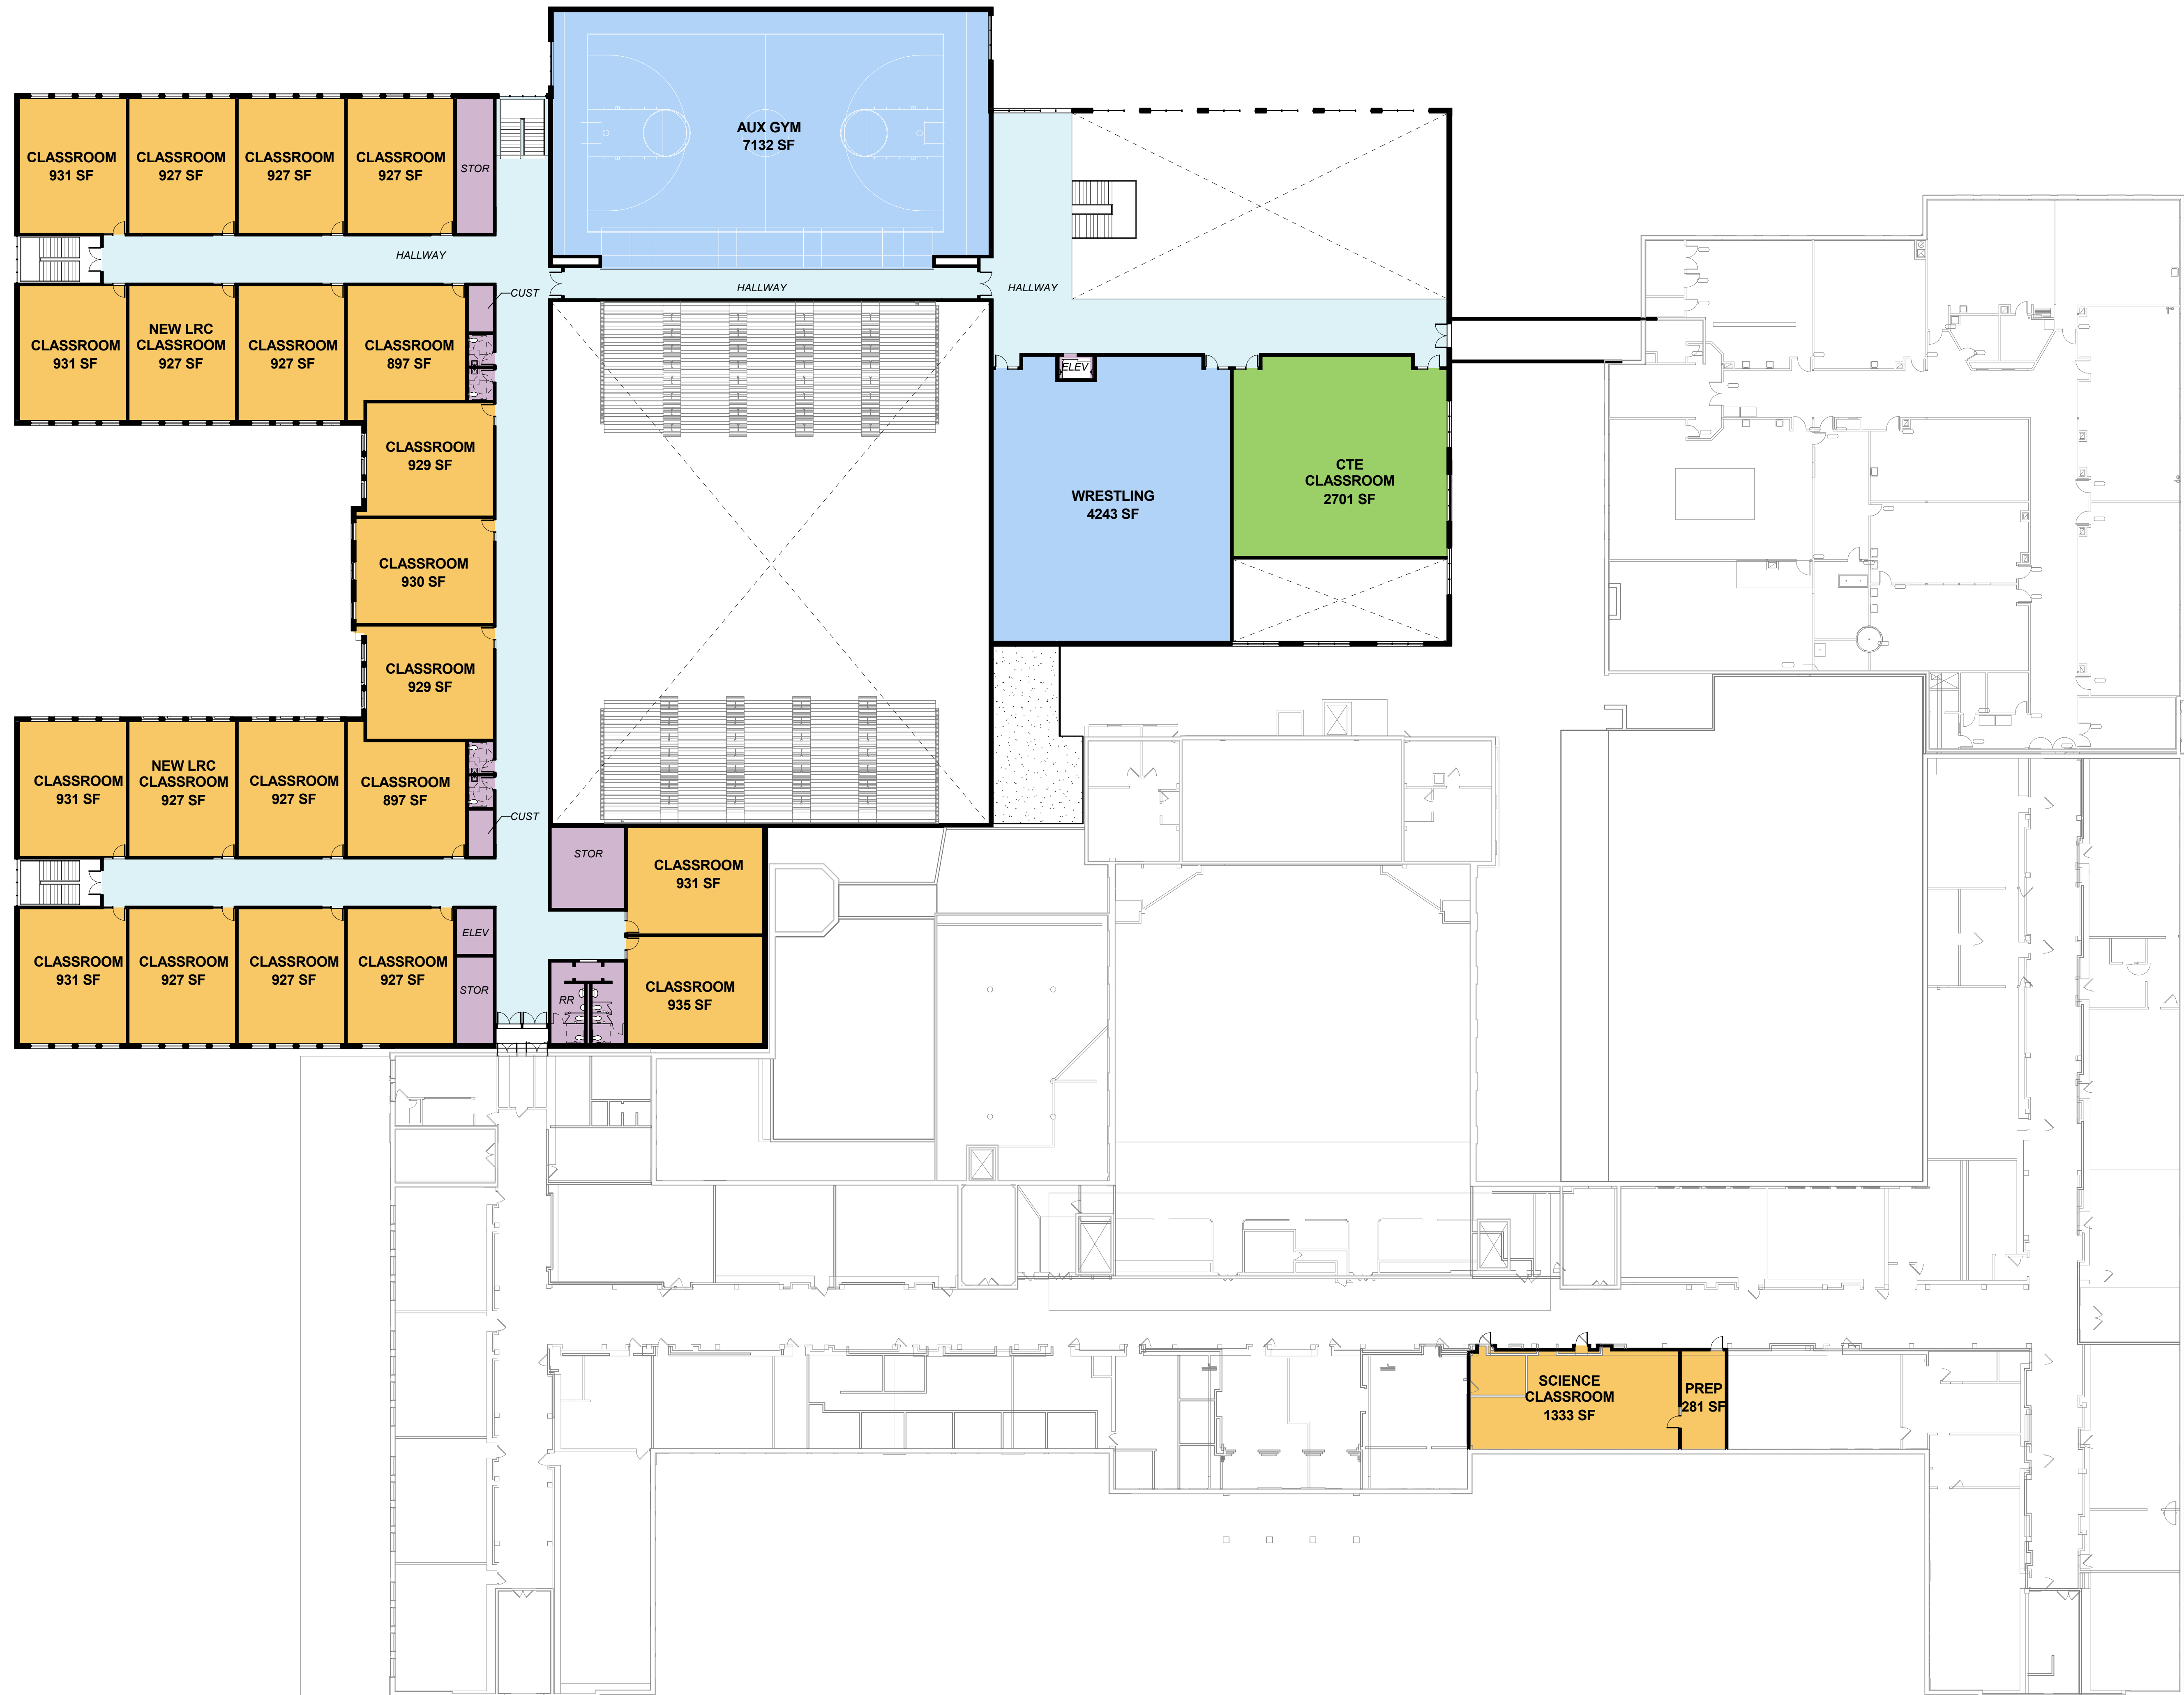 AUX GYM
7132 SF
CLASSROOM
931 SF
CLASSROOM
927 SF
CLASSROOM
927 SF
CLASSROOM
927 SF
STOR
HALLWAY
HALLWAY
HALLWAY
CUST
CLASSROOM
931 SF
NEW LRC
CLASSROOM
927 SF
CLASSROOM
927 SF
CLASSROOM
897 SF
ELEV
CLASSROOM
929 SF
WRESTLING
4243 SF
CTE
CLASSROOM
2701 SF
CLASSROOM
930 SF
CLASSROOM
929 SF
CLASSROOM
931 SF
NEW LRC
CLASSROOM
927 SF
CLASSROOM
927 SF
CLASSROOM
897 SF
CUST
STOR
CLASSROOM
931 SF
CLASSROOM
931 SF
CLASSROOM
927 SF
CLASSROOM
927 SF
CLASSROOM
927 SF
ELEV
STOR
RR
CLASSROOM
935 SF
SCIENCE
CLASSROOM
1333 SF
PREP
281 SF